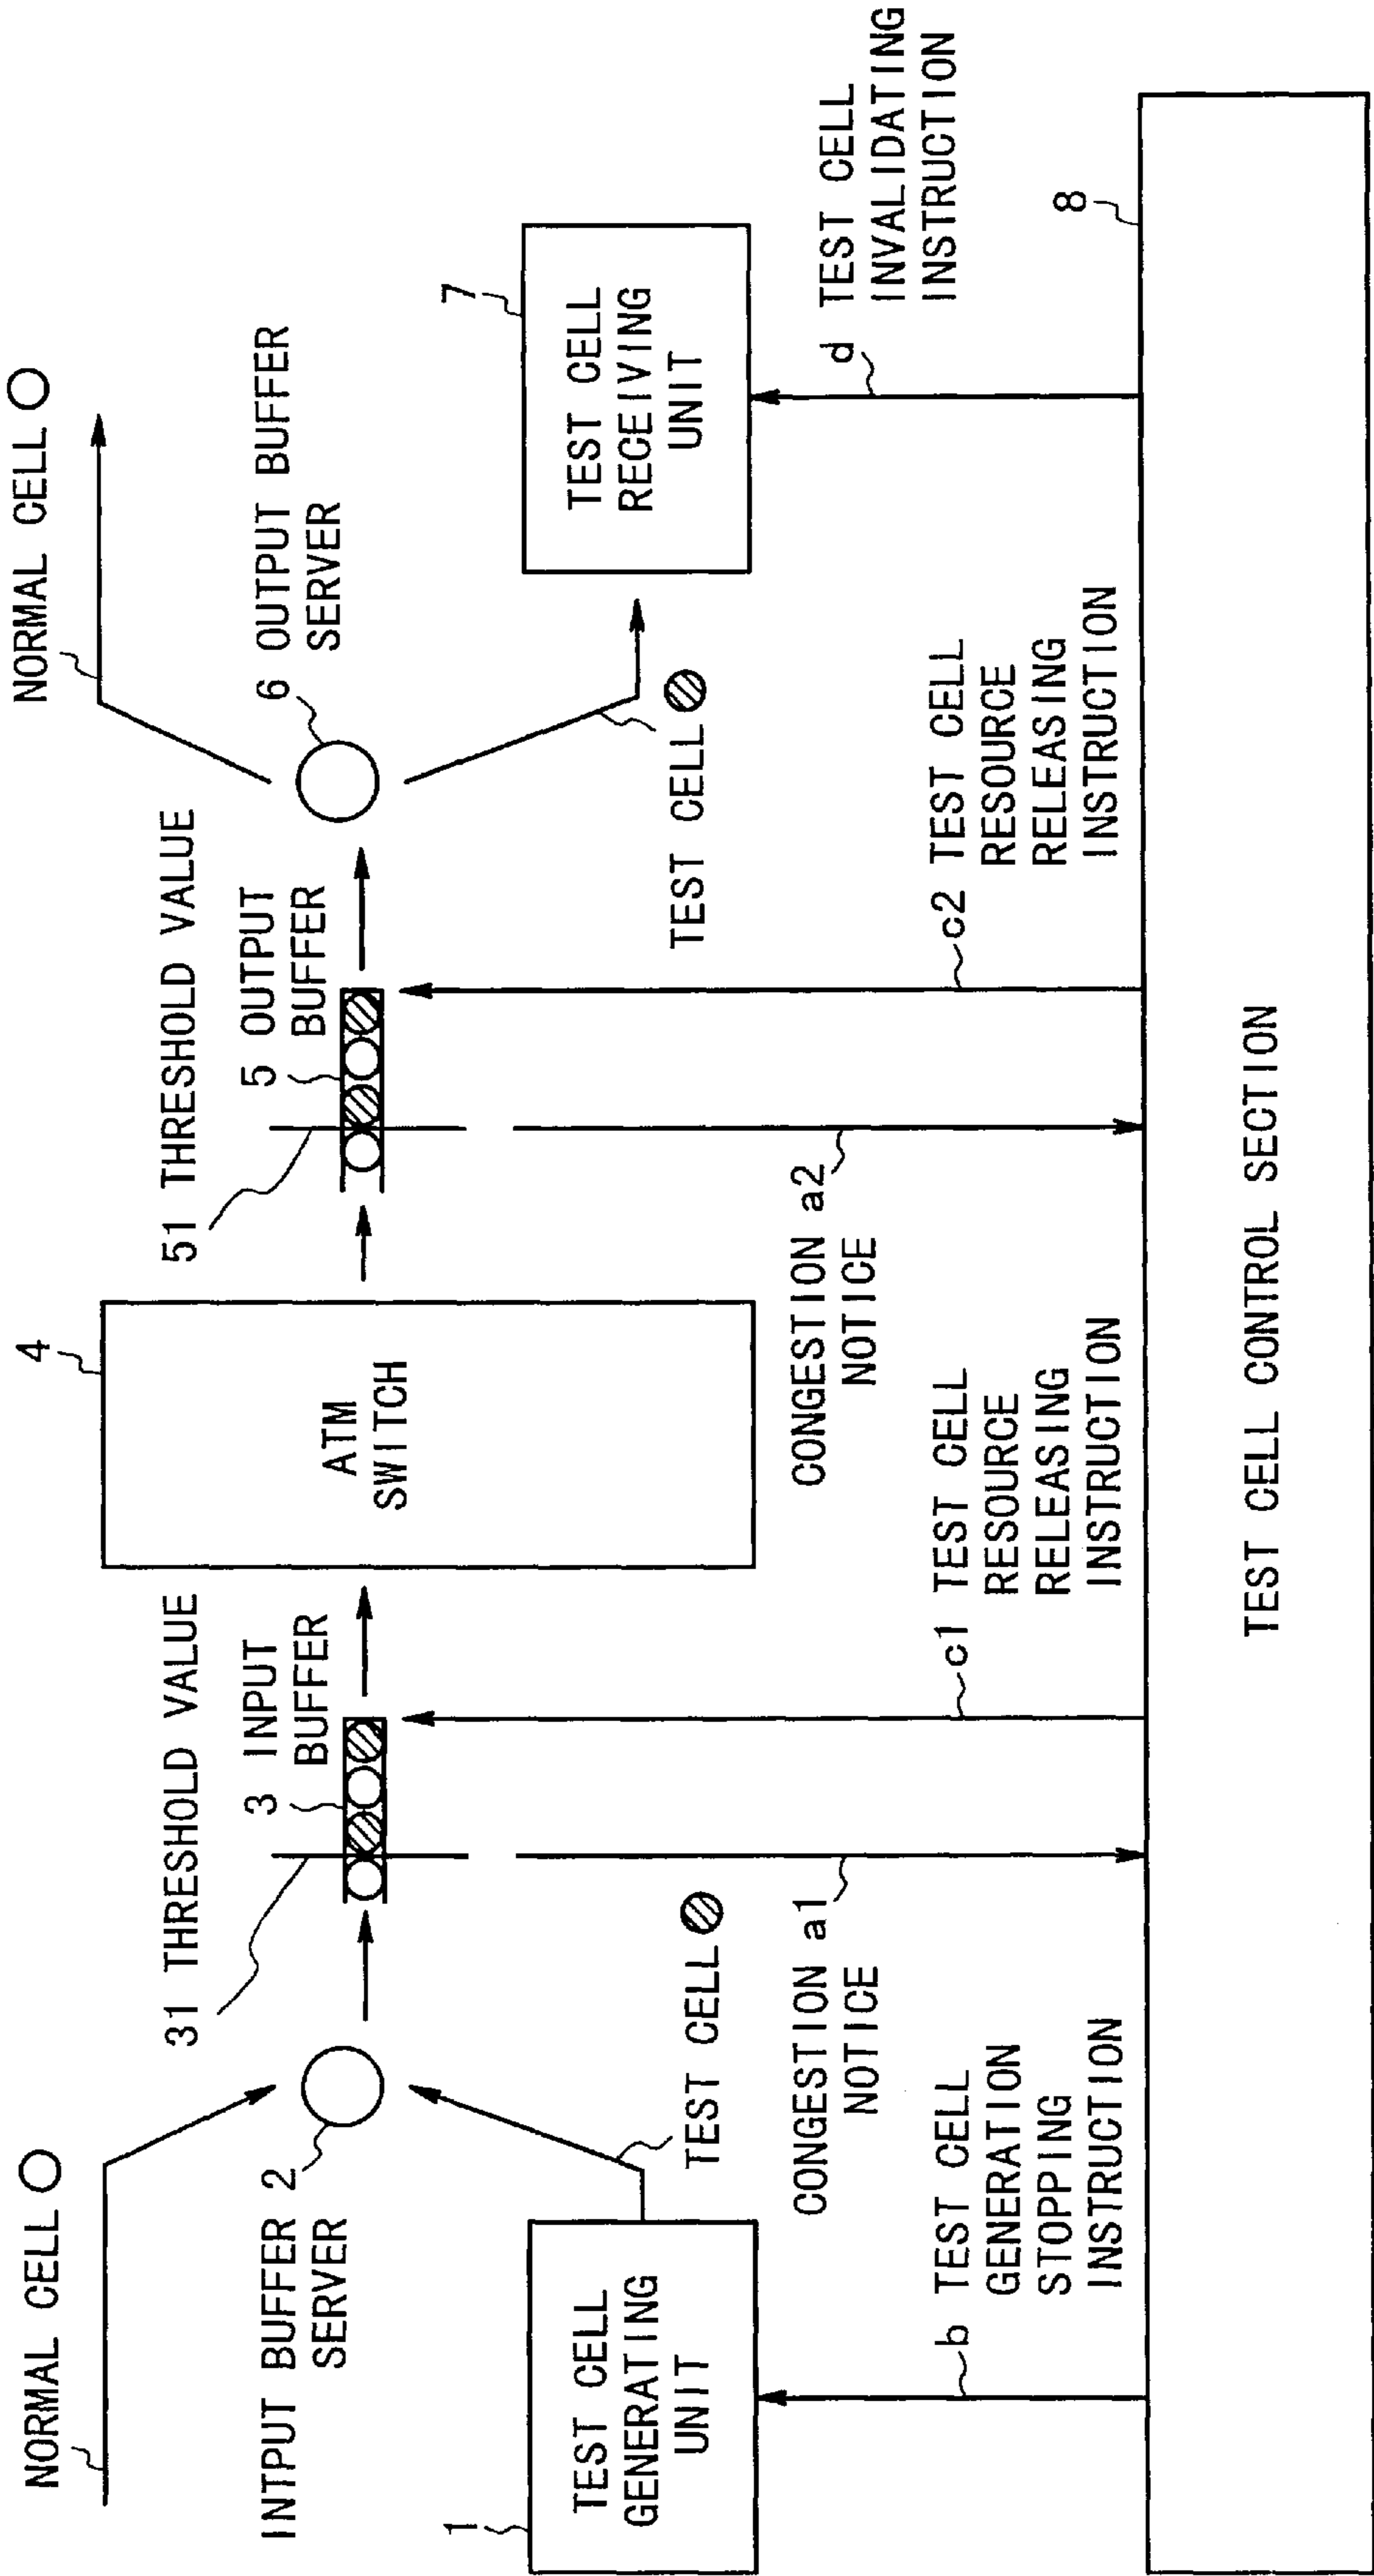 NORMAL CELL
NORMAL CELL
31 THRESHOLD VALUE
51 THRESHOLD VALUE
4
INTPUT BUFFER 2
SERVER
3 INPUT
BUFFER
5 OUTPUT
BUFFER
6 OUTPUT BUFFER
SERVER
ATM
SWITCH
1
7
TEST CELL
GENERATING
UNIT
TEST CELL
RECEIVING
UNIT
TEST CELL
TEST CELL
CONGESTION a1
NOTICE
CONGESTION a2
NOTICE
d TEST CELL
INVALIDATING
INSTRUCTION
b TEST CELL
GENERATION
STOPPING
INSTRUCTION
c1 TEST CELL
RESOURCE
RELEASING
INSTRUCTION
c2 TEST CELL
RESOURCE
RELEASING
INSTRUCTION
8
TEST CELL CONTROL SECTION